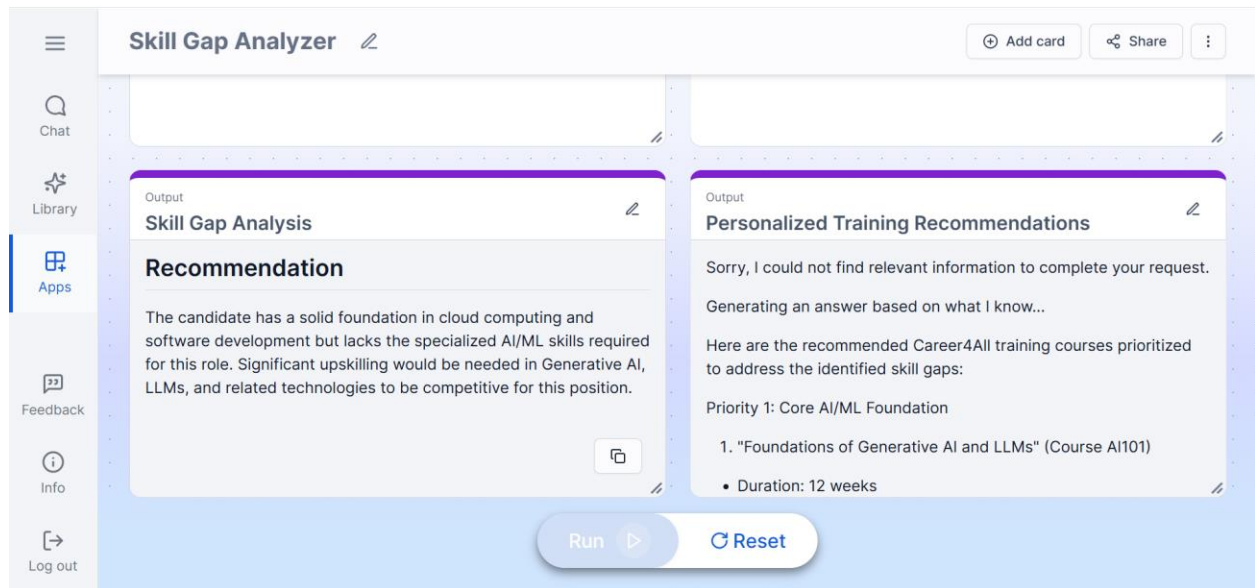 Skill Gap Analyzer
Add card
Share
Chat
Library
Apps
Feedback
Info
Log out
Output
Skill Gap Analysis
Recommendation
The candidate has a solid foundation in cloud computing and
software development but lacks the specialized AI/ML skills required
for this role. Significant upskilling would be needed in Generative AI,
LLMs, and related technologies to be competitive for this position.
Output
Personalized Training Recommendations
Sorry, I could not find relevant information to complete your request.
Generating an answer based on what I know...
Here are the recommended Career4All training courses prioritized
to address the identified skill gaps:
Priority 1: Core AI/ML Foundation
1. "Foundations of Generative AI and LLMs" (Course AI101)
• Duration: 12 weeks
Run
Reset